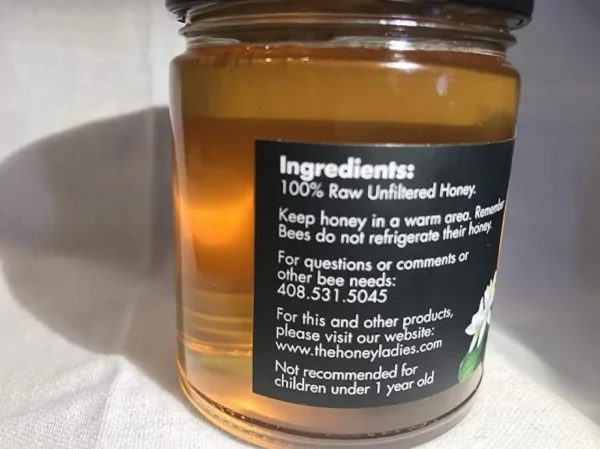 Ingredients:
100% Raw Unfiltered Honey.
Keep honey in a warm area. Remember
Bees do not refrigerate their honey.
For questions or comments or
other bee needs:
408.531.5045
For this and other products,
please visit our website:
www.thehoneyladies.com
Not recommended for
children under 1 year old